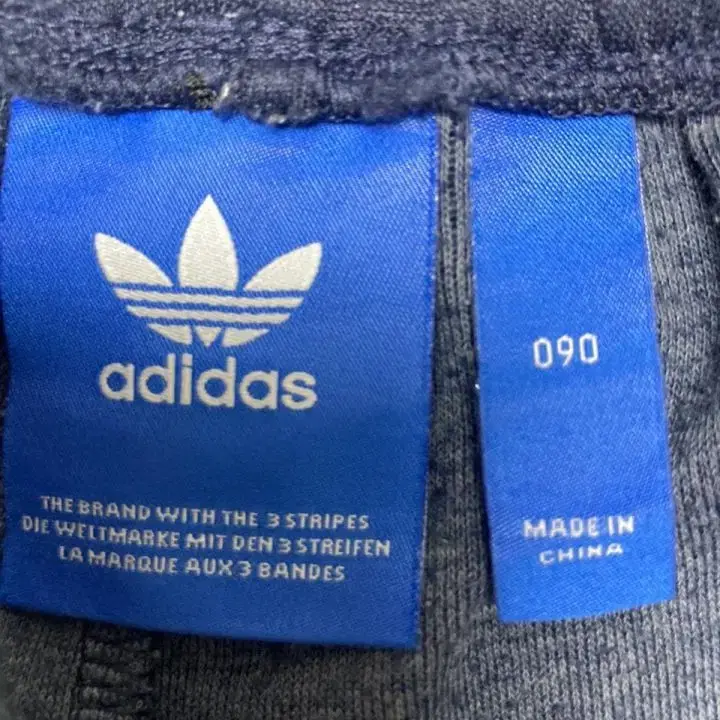 adidas
THE BRAND WITH THE 3 STRIPES
DIE WELTMARKE MIT DEN 3 STREIFEN
LA MARQUE AUX 3 BANDES
090
MADE IN
CHINA